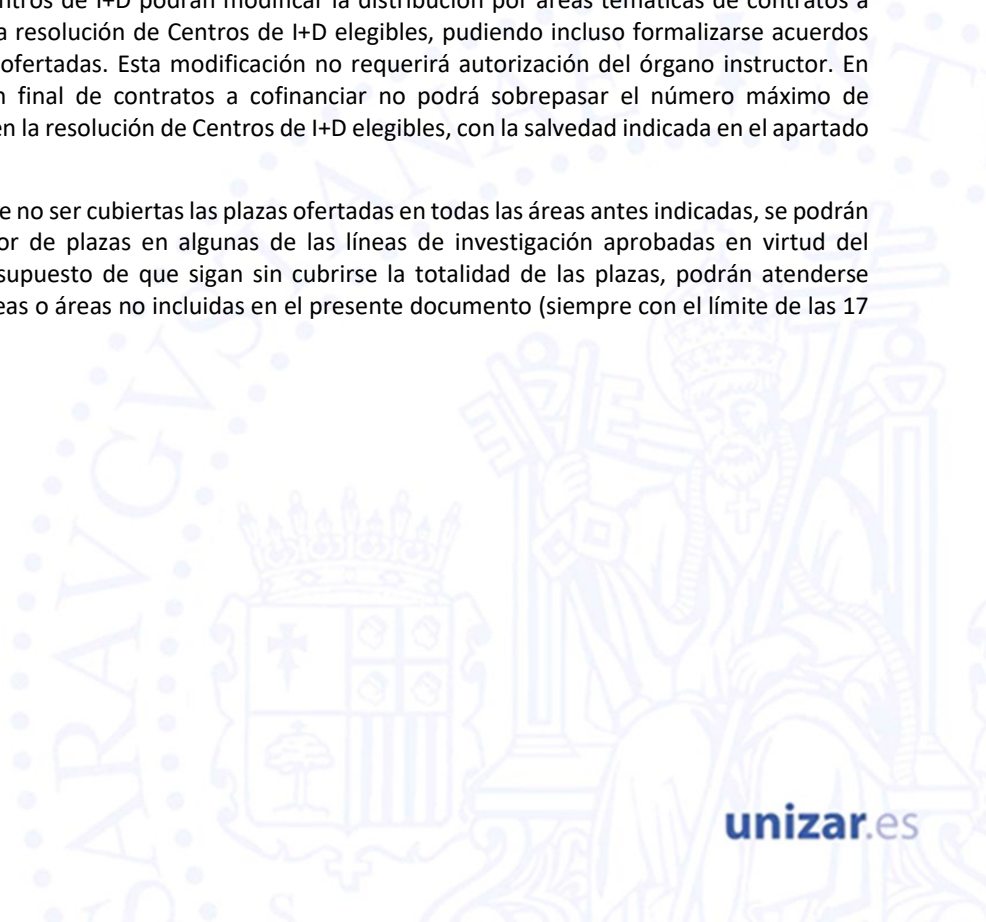 ntros de I+D podrán modificar la distribución por áreas temáticas de contratos a
a resolución de Centros de I+D elegibles, pudiendo incluso formalizarse acuerdos
ofertadas. Esta modificación no requerirá autorización del órgano instructor. En
n final de contratos a cofinanciar no podrá sobrepasar el número máximo de
en la resolución de Centros de I+D elegibles, con la salvedad indicada en el apartado
e no ser cubiertas las plazas ofertadas en todas las áreas antes indicadas, se podrán
or de plazas en algunas de las líneas de investigación aprobadas en virtud del
supuesto de que sigan sin cubrirse la totalidad de las plazas, podrán atenderse
eas o áreas no incluidas en el presente documento (siempre con el límite de las 17
unizar.es